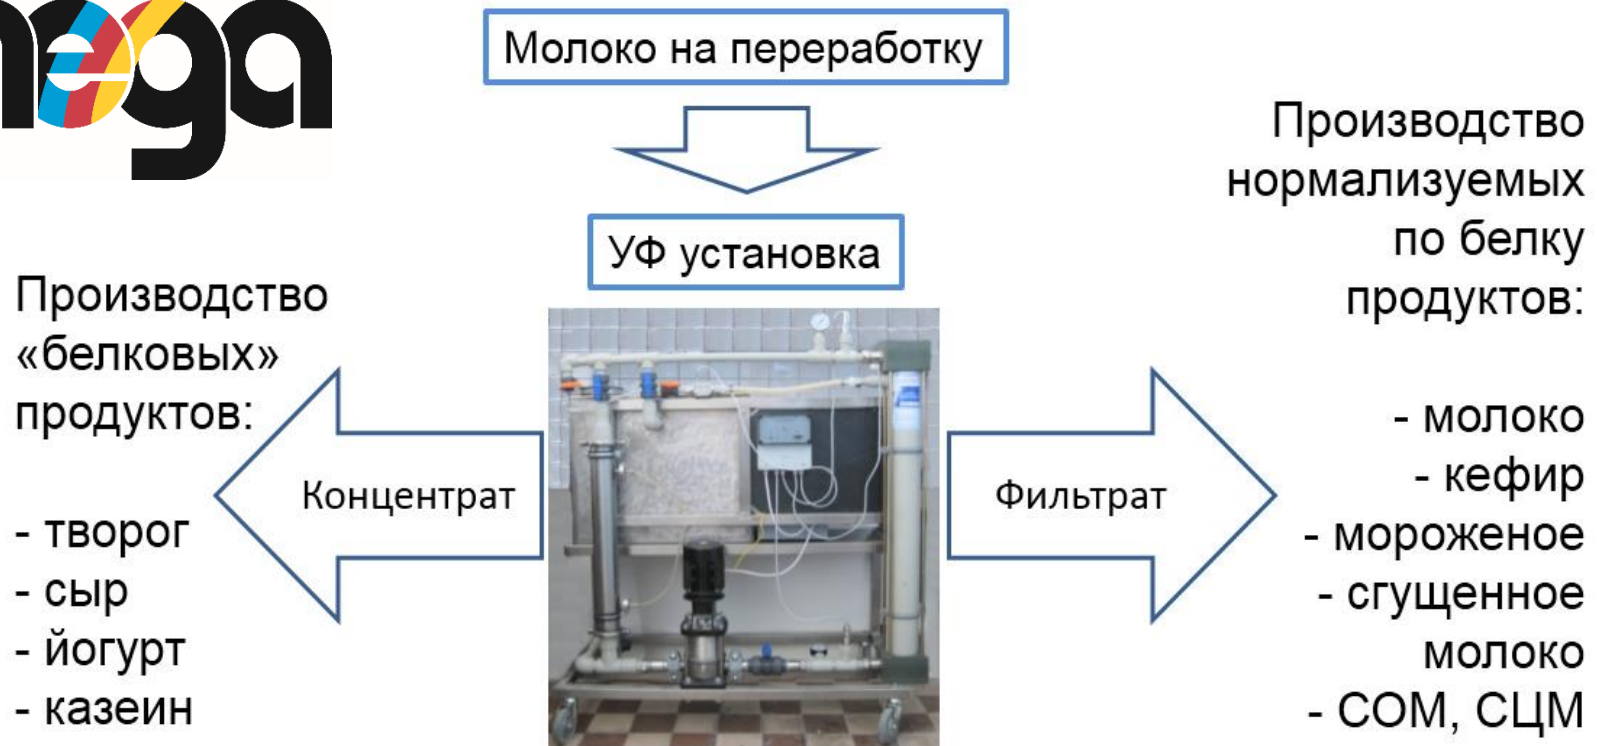 мега
Молоко на переработку
УФ установка
Производство
«белковых»
продуктов:
- творог
- сыр
- йогурт
- казеин
Концентрат
Фильтрат
Производство
нормализуемых
по белку
продуктов:
- молоко
- кефир
- мороженое
- сгущенное
молоко
- СОМ, СЦМ